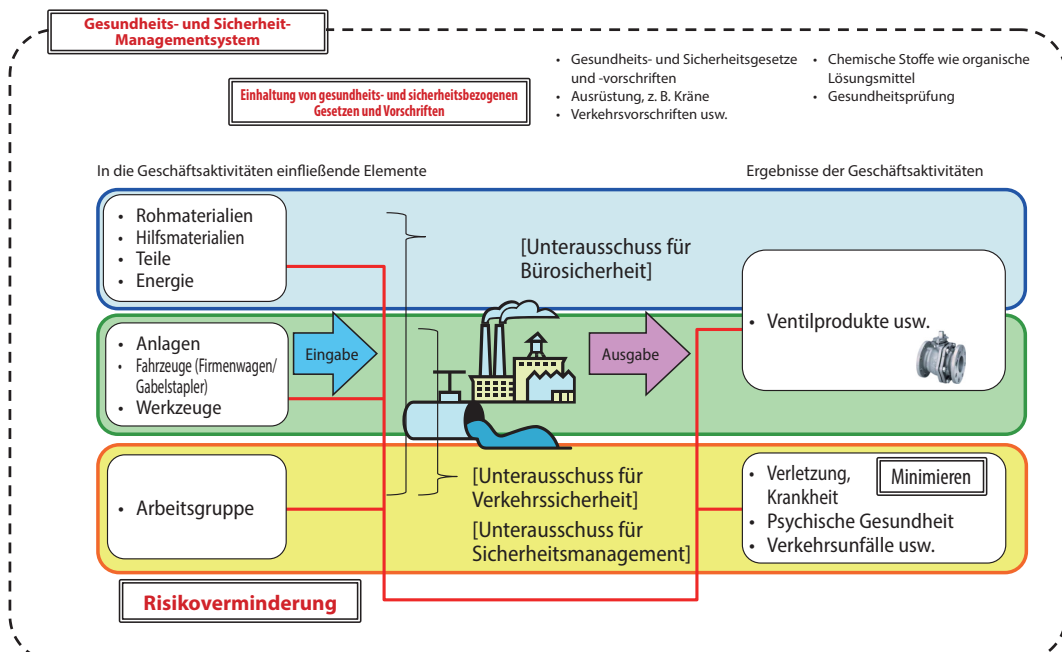 Gesundheits- und Sicherheit-
Managementsystem
Einhaltung von gesundheits- und sicherheitsbezogenen
Gesetzen und Vorschriften
• Gesundheits- und Sicherheitsgesetze
und -vorschriften
• Ausrüstung, z. B. Kräne
• Verkehrsvorschriften usw.
• Chemische Stoffe wie organische
Lösungsmittel
• Gesundheitsprüfung
In die Geschäftsaktivitäten einfließende Elemente
Ergebnisse der Geschäftsaktivitäten
• Rohmaterialien
• Hilfsmaterialien
• Teile
• Energie
[Unterausschuss für
Bürosicherheit]
• Anlagen
• Fahrzeuge (Firmenwagen/
Gabelstapler)
• Werkzeuge
Eingabe
Ausgabe
• Ventilprodukte usw.
• Arbeitsgruppe
[Unterausschuss für
Verkehrssicherheit]
[Unterausschuss für
Sicherheitsmanagement]
• Verletzung,
Krankheit
Minimieren
• Psychische Gesundheit
• Verkehrsunfälle usw.
Risikoverminderung